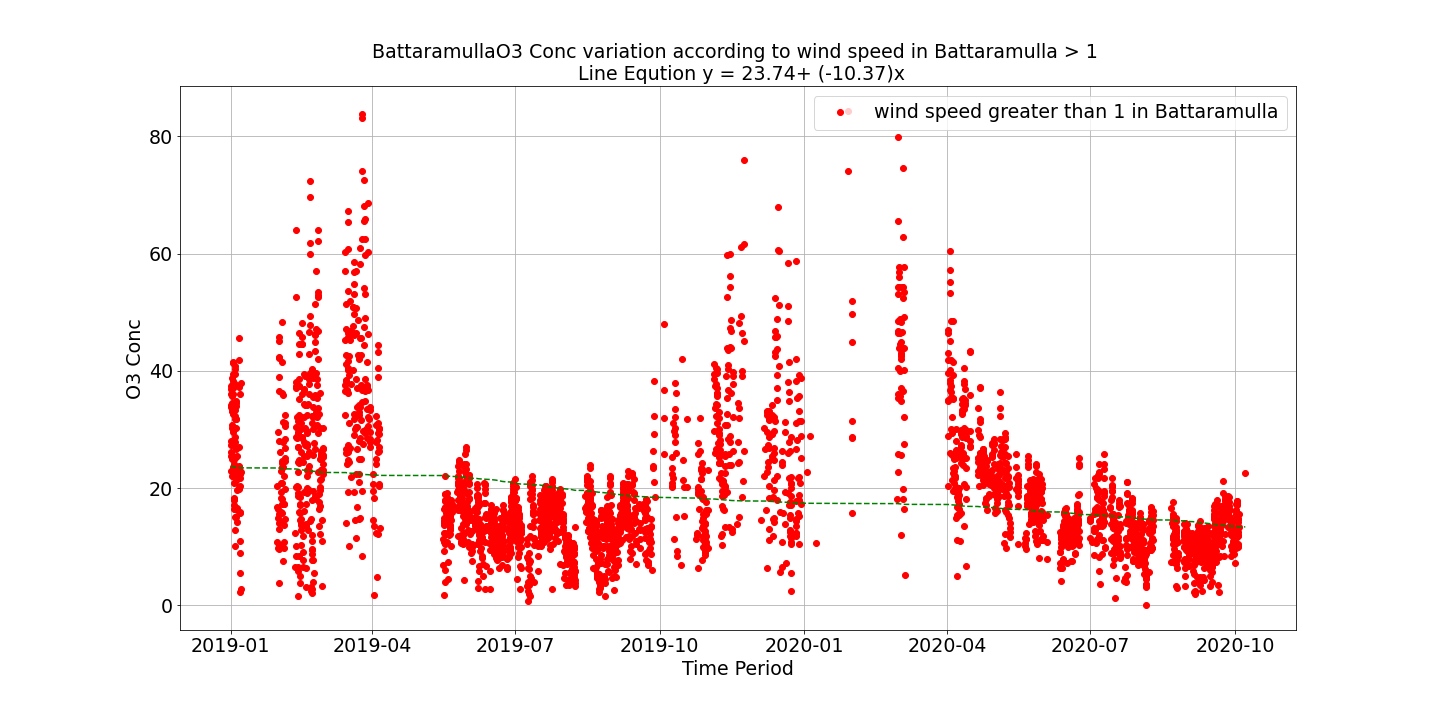 BattaramullaO3 Conc variation according to wind speed in Battaramulla > 1
Line Eqution y = 23.74+ (-10.37)x
wind speed greater than 1 in Battaramulla
80
60
40
20
0
O3 Conc
2019-01 2019-04 2019-07 2019-10 2020-01 2020-04 2020-07 2020-10
Time Period